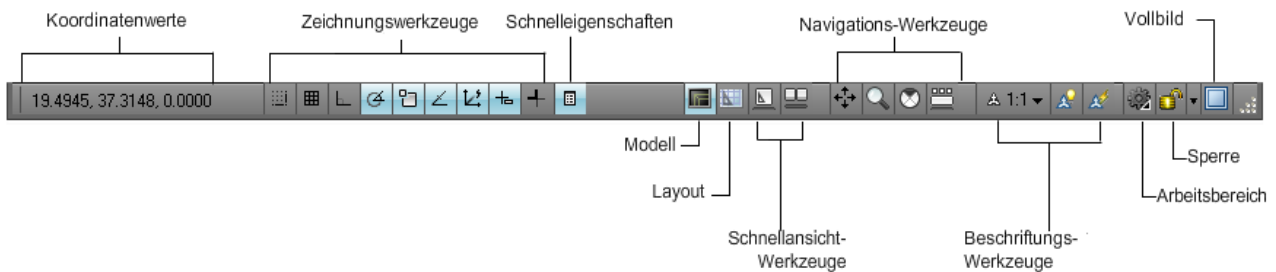 Koordinatenwerte
Zeichnungswerkzeuge
Schnelleigenschaften
Navigations-Werkzeuge
Vollbild
19.4945, 37.3148, 0.0000
1:1
Modell
Layout
Schnellansicht-
Werkzeuge
Beschriftungs-
Werkzeuge
Sperre
Arbeitsbereich